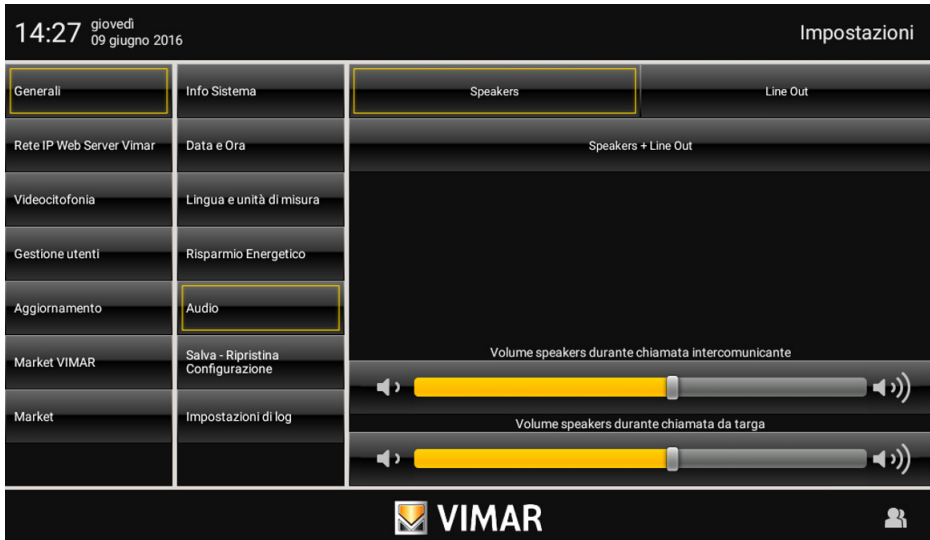 14:27
giovedì
09 giugno 2016
Impostazioni
Generali
Rete IP Web Server Vimar
Videocitofonia
Gestione utenti
Aggiornamento
Market VIMAR
Market
Info Sistema
Data e Ora
Lingua e unità di misura
Risparmio Energetico
Audio
Salva - Ripristina
Configurazione
Impostazioni di log
Speakers
Line Out
Speakers + Line Out
Volume speakers durante chiamata intercomunicante
Volume speakers durante chiamata da targa
VIMAR